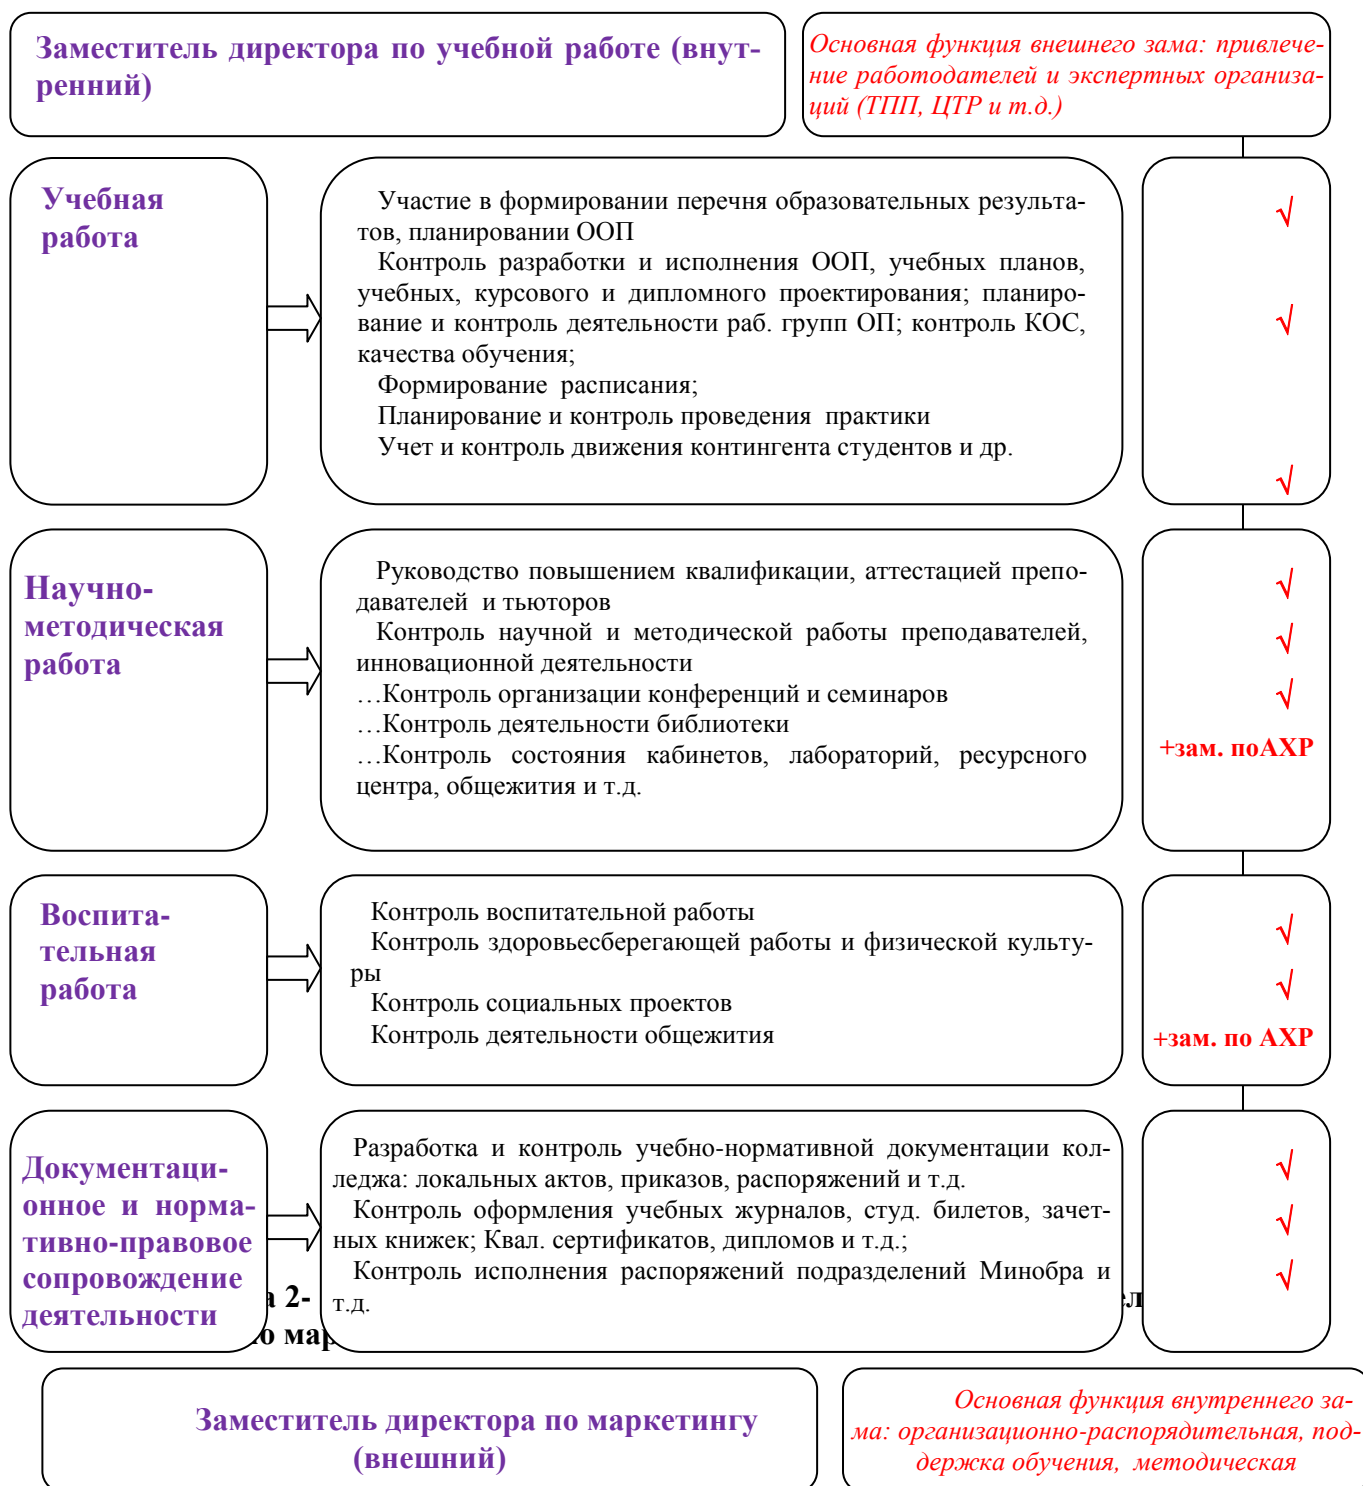 Заместитель директора по учебной работе (внут-
ренний)
Основная функция внешнего зама: привлече-
ние работодателей и экспертных организа-
ций (ТПП, ЦТР и т.д.)
Учебная
работа
Участие в формировании перечня образовательных результа-
тов, планировании ООП
Контроль разработки и исполнения ООП, учебных планов,
учебных, курсового и дипломного проектирования; планиро-
вание и контроль деятельности раб. групп ОП; контроль КОС,
качества обучения;
Формирование расписания;
Планирование и контроль проведения практики
Учет и контроль движения контингента студентов и др.
√
√
√
Научно-
методическая
работа
Руководство повышением квалификации, аттестацией препо-
давателей и тьюторов
Контроль научной и методической работы преподавателей,
инновационной деятельности
…Контроль организации конференций и семинаров
…Контроль деятельности библиотеки
…Контроль состояния кабинетов, лабораторий, ресурсного
центра, общежития и т.д.
√
√
√
+зам. поАХР
Воспита-
тельная
работа
Контроль воспитательной работы
Контроль здоровьесберегающей работы и физической культу-
ры
Контроль социальных проектов
Контроль деятельности общежития
√
√
+зам. по АХР
Документаци-
онное и норма-
тивно-правовое
сопровождение
деятельности
Разработка и контроль учебно-нормативной документации кол-
леджа: локальных актов, приказов, распоряжений и т.д.
Контроль оформления учебных журналов, студ. билетов, зачет-
ных книжек; Квал. сертификатов, дипломов и т.д.;
Контроль исполнения распоряжений подразделений Минобра и
т.д.
√
√
√
а 2-
о мар
Заместитель директора по маркетингу
(внешний)
Основная функция внутреннего за-
ма: организационно-распорядительная, под-
держка обучения, методическая